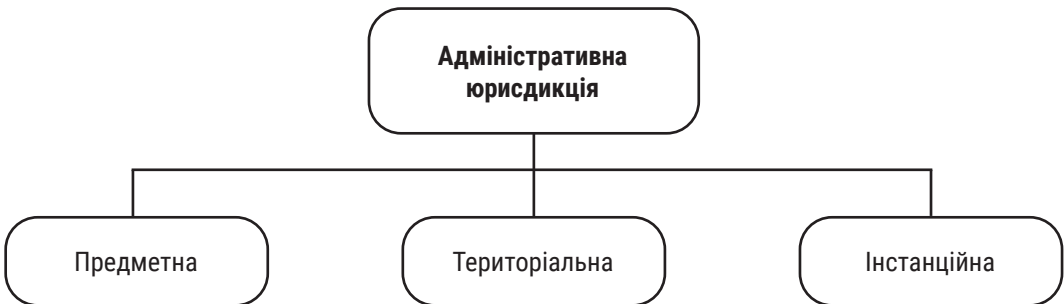 Адміністративна
юрисдикція
Предметна
Територіальна
Інстанційна